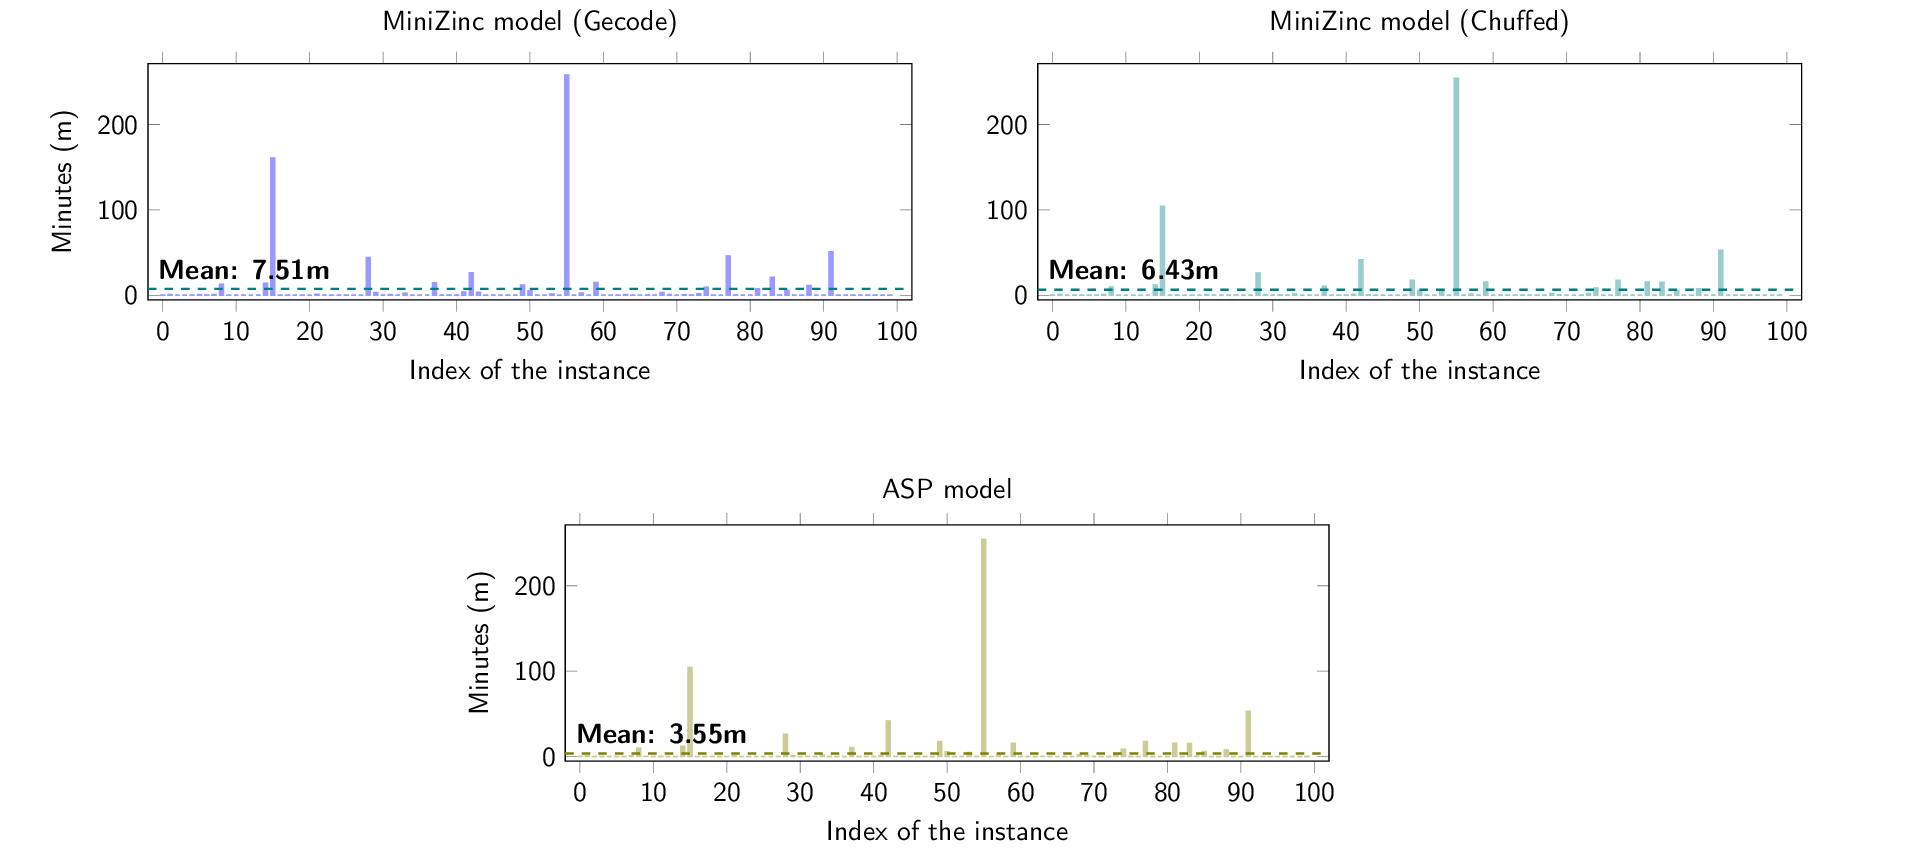 MiniZinc model (Gecode)
Minutes (m)
200
100
0
Mean: 7.51m
0 10 20 30 40 50 60 70 80 90 100
Index of the instance
MiniZinc model (Chuffed)
200
100
0
Mean: 6.43m
0 10 20 30 40 50 60 70 80 90 100
Index of the instance
ASP model
Minutes (m)
200
100
0
Mean: 3.55m
0 10 20 30 40 50 60 70 80 90 100
Index of the instance